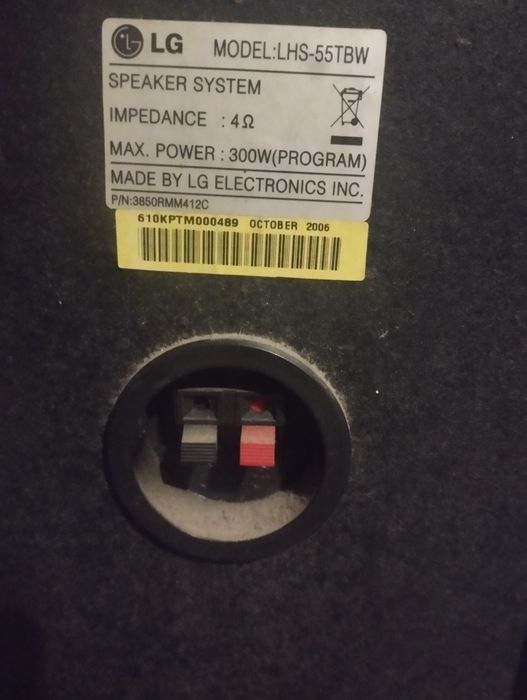 LG MODEL:LHS-55TBW
SPEAKER SYSTEM
IMPEDANCE : 4Ω
MAX. POWER : 300W(PROGRAM)
MADE BY LG ELECTRONICS INC.
P/N:3850RMM412C
610KPTM000489 OCTOBER 2006